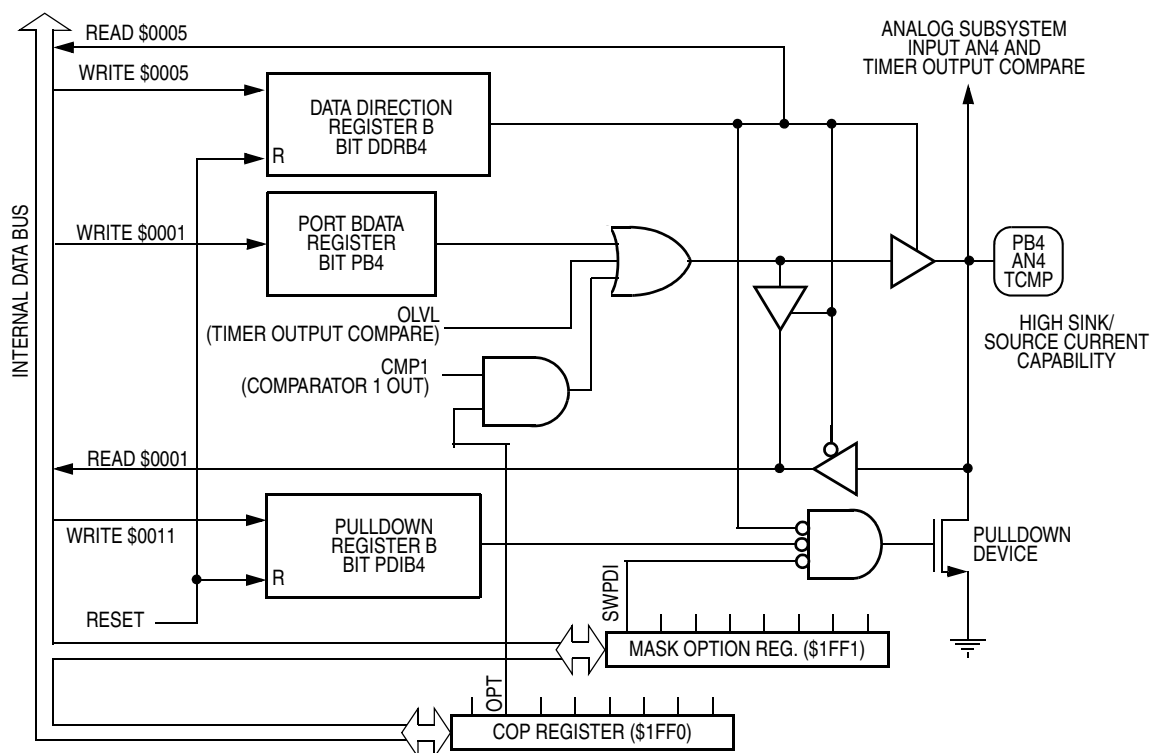 READ $0005
WRITE $0005
DATA DIRECTION
REGISTER B
BIT DDRB4
R
ANALOG SUBSYSTEM
INPUT AN4 AND
TIMER OUTPUT COMPARE
INTERNAL DATA BUS
WRITE $0001
PORT BDATA
REGISTER
BIT PB4
PB4
AN4
TCMP
OLVL
(TIMER OUTPUT COMPARE)
HIGH SINK/
SOURCE CURRENT
CAPABILITY
CMP1
(COMPARATOR 1 OUT)
READ $0001
WRITE $0011
PULLDOWN
REGISTER B
BIT PDIB4
R
PULLDOWN
DEVICE
RESET
SWPDI
MASK OPTION REG. ($1FF1)
OPT
COP REGISTER ($1FF0)